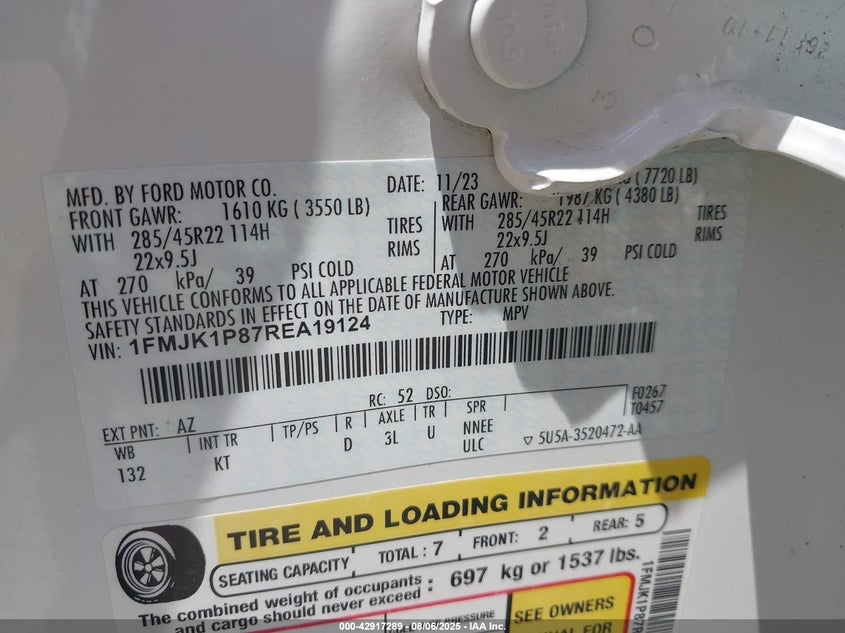 MFD. BY FORD MOTOR CO.
DATE: 11/23
( 7720 LB)
FRONT GAWR: 1610 KG ( 3550 LB)
REAR GAWR: 1987 KG ( 4380 LB)
WITH 285/45R22 114H TIRES
WITH 285/45R22 114H TIRES
22x9.5J RIMS
22x9.5J RIMS
AT 270 kPa/ 39 PSI COLD
AT 270 kPa/ 39 PSI COLD
THIS VEHICLE CONFORMS TO ALL APPLICABLE FEDERAL MOTOR VEHICLE
SAFETY STANDARDS IN EFFECT ON THE DATE OF MANUFACTURE SHOWN ABOVE.
VIN: 1FMJK1P87REA19124
TYPE: MPV
EXT PNT: AZ RC: 52 DSO:
F0267
T0457
WB INT TR TP/PS R AXLE TR SPR
132 KT D 3L U NNEE
ULC
5U5A-3520472-AA
TIRE AND LOADING INFORMATION
SEATING CAPACITY TOTAL : 7 FRONT: 2 REAR: 5
The combined weight of occupants
and cargo should never exceed : 697 kg or 1537 lbs.
PRESSURE
SEE OWNERS
000-42917289 - 08/06/2025 - IAA Inc.